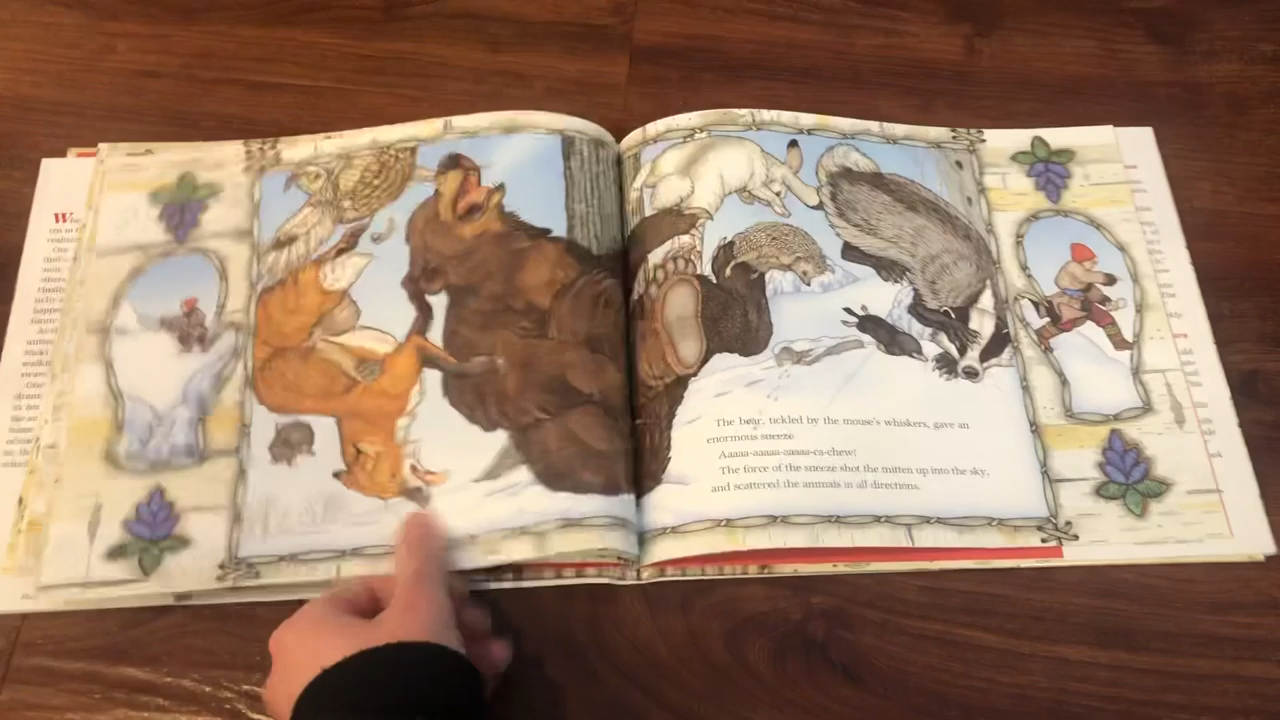 The bear, tickled by the mouse's whiskers, gave an
enormous sneeze
Aaaaa-aaaaa-aaaaa-ca-chew!
The force of the sneeze shot the mitten up into the sky,
and scattered the animals in all directions.